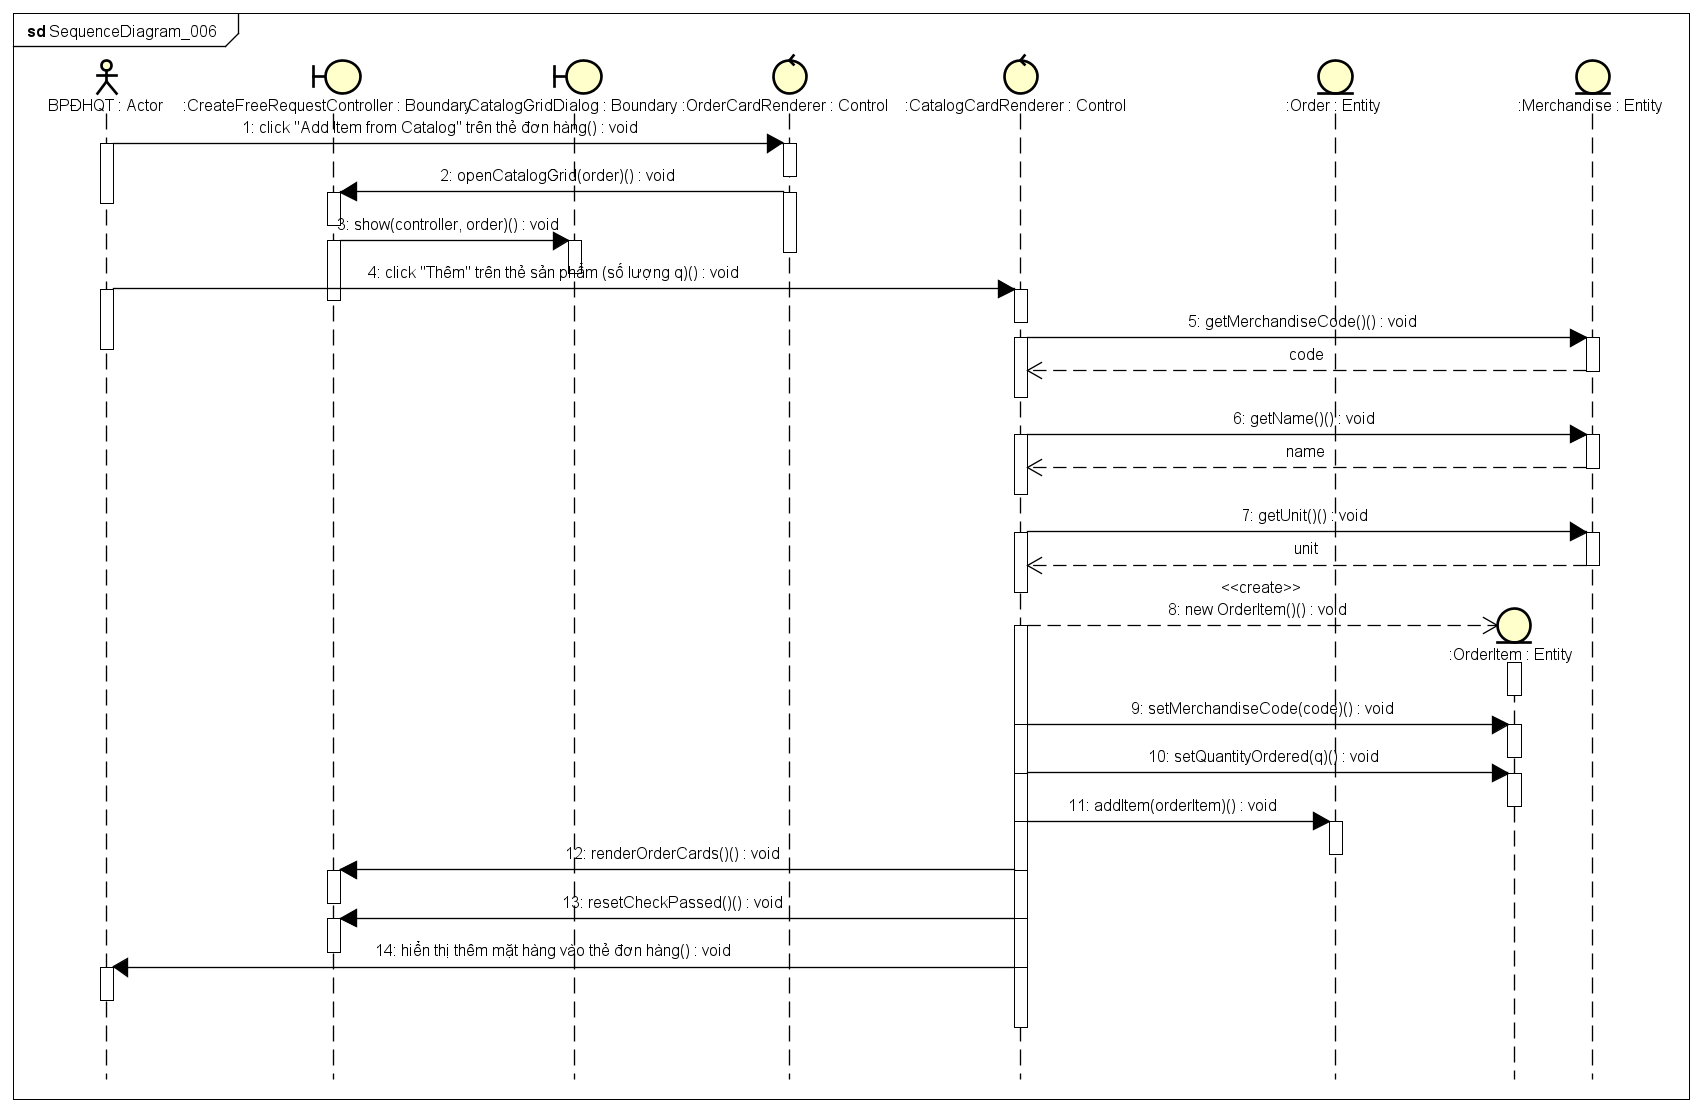 sd SequenceDiagram_006
BPĐHQT : Actor
:CreateFreeRequestController : Boundary
:CatalogGridDialog : Boundary
:OrderCardRenderer : Control
:CatalogCardRenderer : Control
:Order : Entity
:Merchandise : Entity
1: click "Add Item from Catalog" trên thẻ đơn hàng() : void
2: openCatalogGrid(order)() : void
3: show(controller, order)() : void
4: click "Thêm" trên thẻ sản phẩm (số lượng q)() : void
5: getMerchandiseCode()() : void
code
6: getName()() : void
name
7: getUnit()() : void
unit
<<create>>
8: new OrderItem()() : void
:OrderItem : Entity
9: setMerchandiseCode(code)() : void
10: setQuantityOrdered(q)() : void
11: addItem(orderItem)() : void
12: renderOrderCards()() : void
13: resetCheckPassed()() : void
14: hiển thị thêm mặt hàng vào thẻ đơn hàng() : void